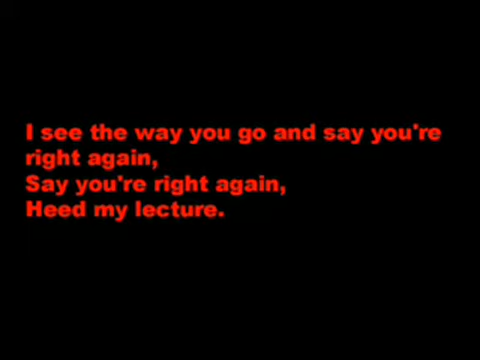 I see the way you go and say you're
right again,
Say you're right again,
Heed my lecture.